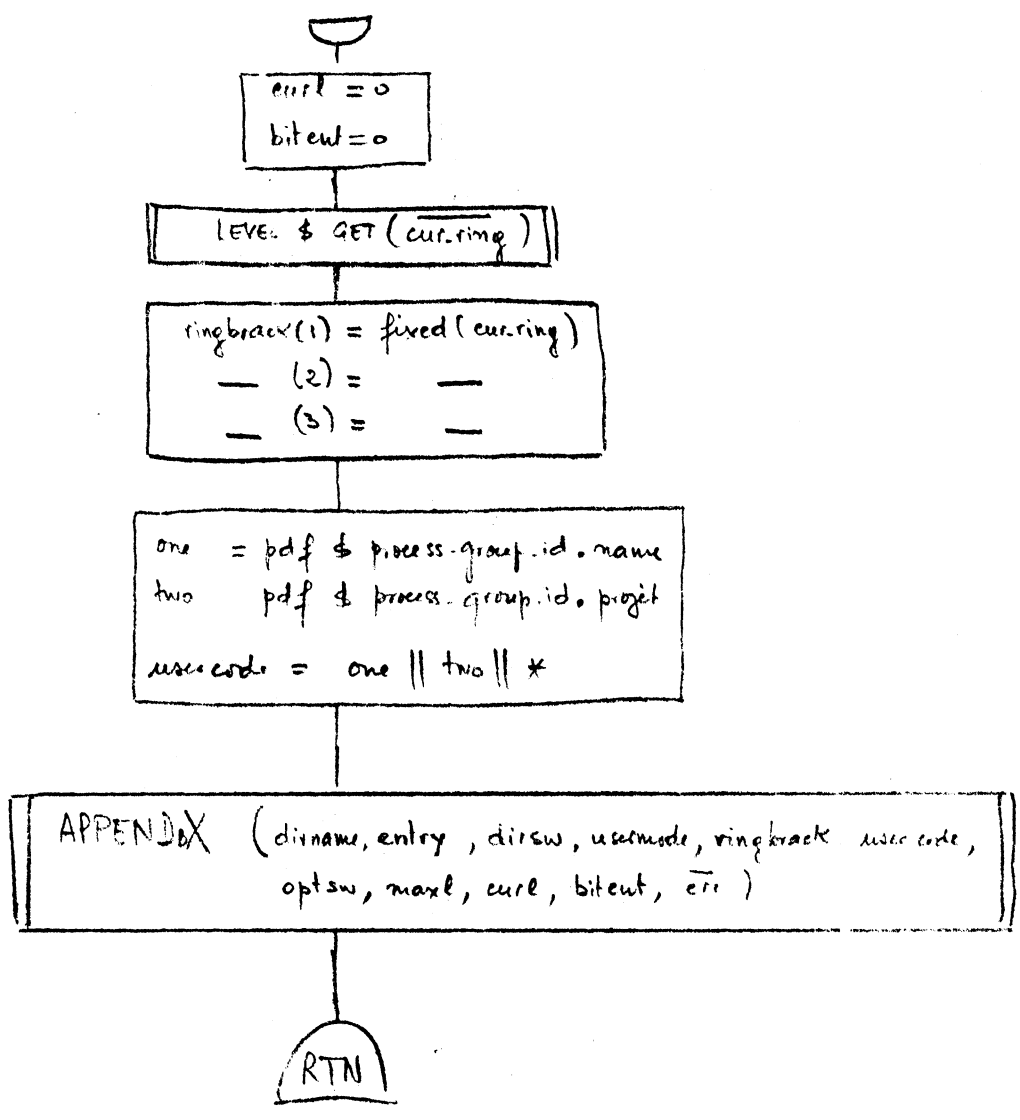 curl = 0
bitcnt = 0
LEVEL $ GET (cur-ring)
ringbrack(1) = fixed(cur-ring)
— (2) = —
— (3) = —
one = pdf $ process-group-id.name
two pdf $ process-group-id.projet
usercode = one || two || *
APPENDX (dirname, entry, dirsw, usermode, ringbrack usercode,
optsw, maxl, curl, bitcnt, err)
RTN